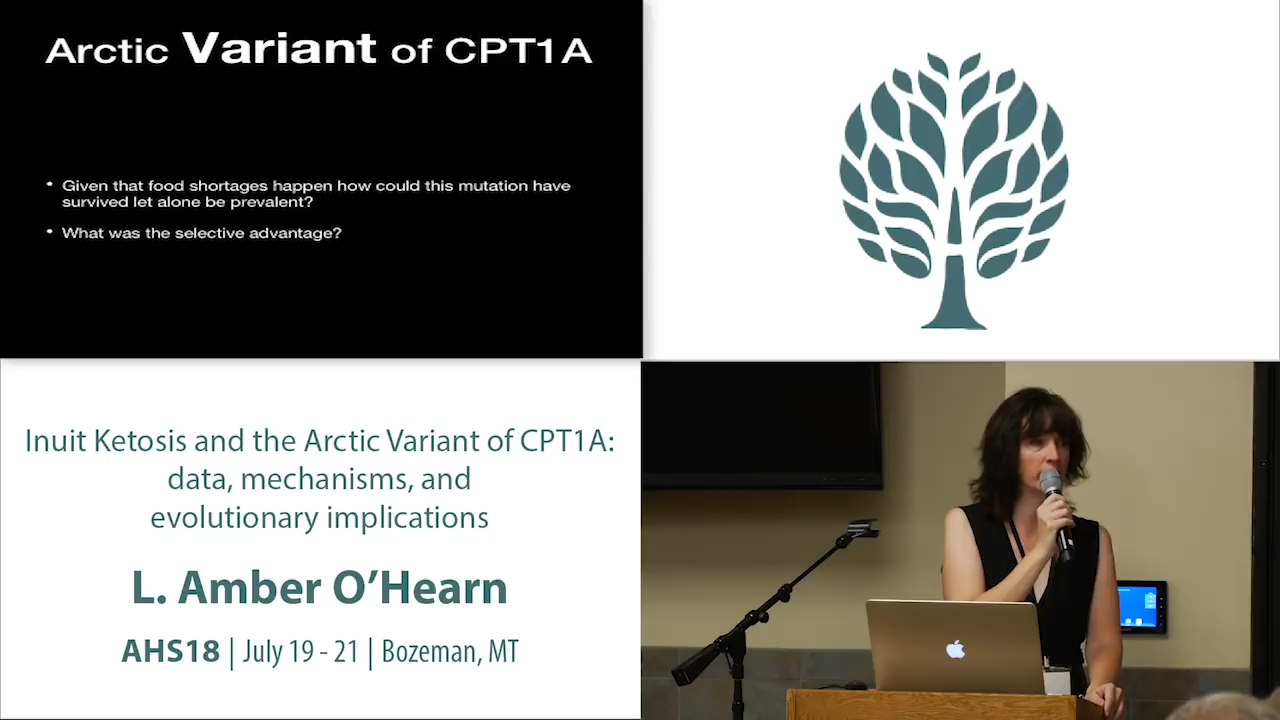 Arctic Variant of CPT1A
• Given that food shortages happen how could this mutation have
survived let alone be prevalent?
• What was the selective advantage?
Inuit Ketosis and the Arctic Variant of CPT1A:
data, mechanisms, and
evolutionary implications
L. Amber O’Hearn
AHS18 | July 19 - 21 | Bozeman, MT